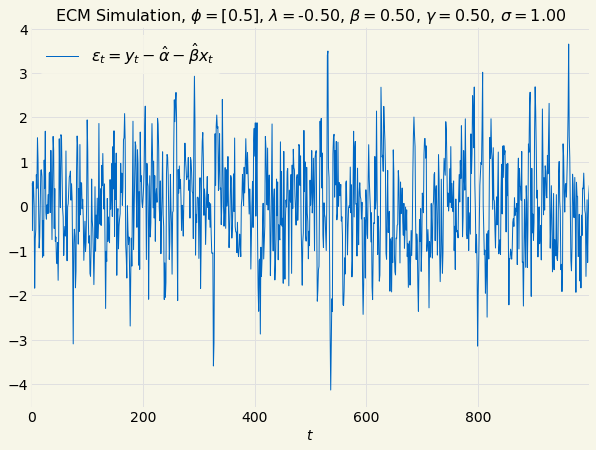 ECM Simulation, ϕ = [0.5], λ = -0.50, β = 0.50, γ = 0.50, σ = 1.00
εₜ = yₜ − α̂ − β̂xₜ
4
3
2
1
0
−1
−2
−3
−4
0 200 400 600 800
t